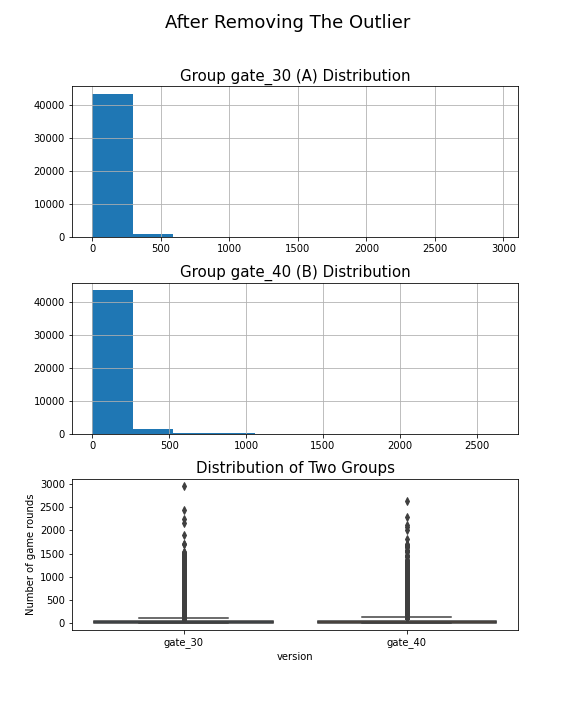 After Removing The Outlier
Group gate_30 (A) Distribution
40000
30000
20000
10000
0
0 500 1000 1500 2000 2500 3000
Group gate_40 (B) Distribution
40000
30000
20000
10000
0
0 500 1000 1500 2000 2500
Distribution of Two Groups
Number of game rounds
3000
2500
2000
1500
1000
500
0
gate_30 gate_40
version